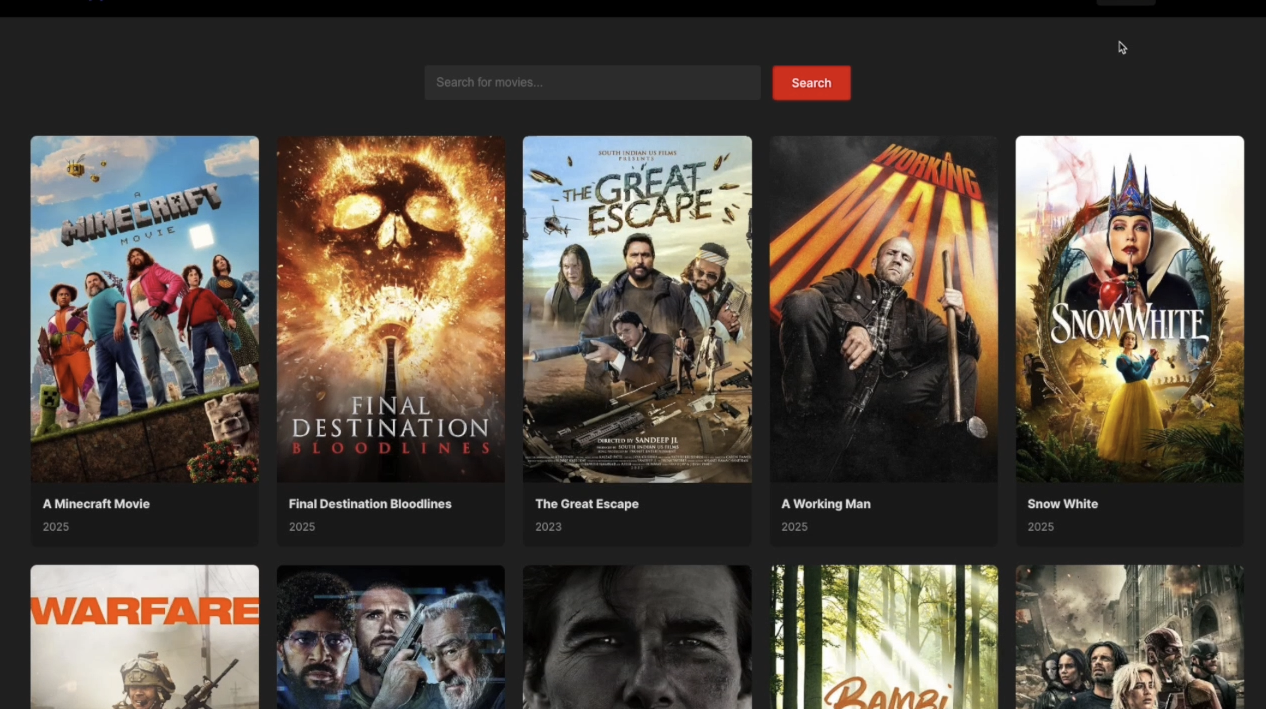 Search for movies...
Search
A
MINECRAFT
MOVIE
FINAL
DESTINATION
BLOODLINES
SOUTH INDIAN US FILMS
PRESENTS
THE GREAT
ESCAPE
DIRECTED BY SANDEEP JL
A
WORKING
MAN
SNOW WHITE
A Minecraft Movie
2025
Final Destination Bloodlines
2025
The Great Escape
2023
A Working Man
2025
Snow White
2025
WARFARE
BAMBI